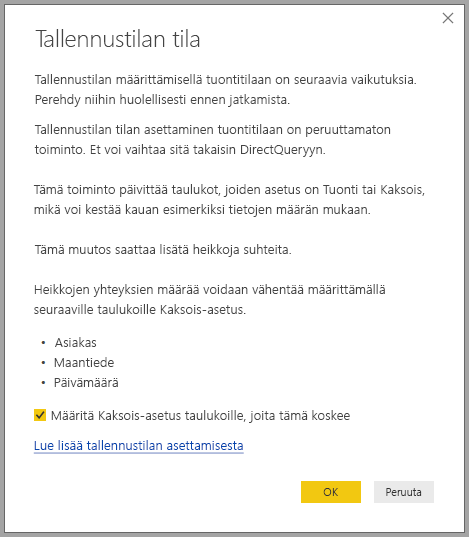 Tallennustilan tila
Tallennustilan määrittämisellä tuontitilaan on seuraavia vaikutuksia.
Perehdy niihin huolellisesti ennen jatkamista.
Tallennustilan tilan asettaminen tuontitilaan on peruuttamaton
toiminto. Et voi vaihtaa sitä takaisin DirectQueryyn.
Tämä toiminto päivittää taulukot, joiden asetus on Tuonti tai Kaksois,
mikä voi kestää kauan esimerkiksi tietojen määrän mukaan.
Tämä muutos saattaa lisätä heikkoja suhteita.
Heikkojen yhteyksien määrää voidaan vähentää määrittämällä
seuraaville taulukoille Kaksois-asetus.
• Asiakas
• Maantiede
• Päivämäärä
Määritä Kaksois-asetus taulukoille, joita tämä koskee
Lue lisää tallennustilan asettamisesta
OK Peruuta